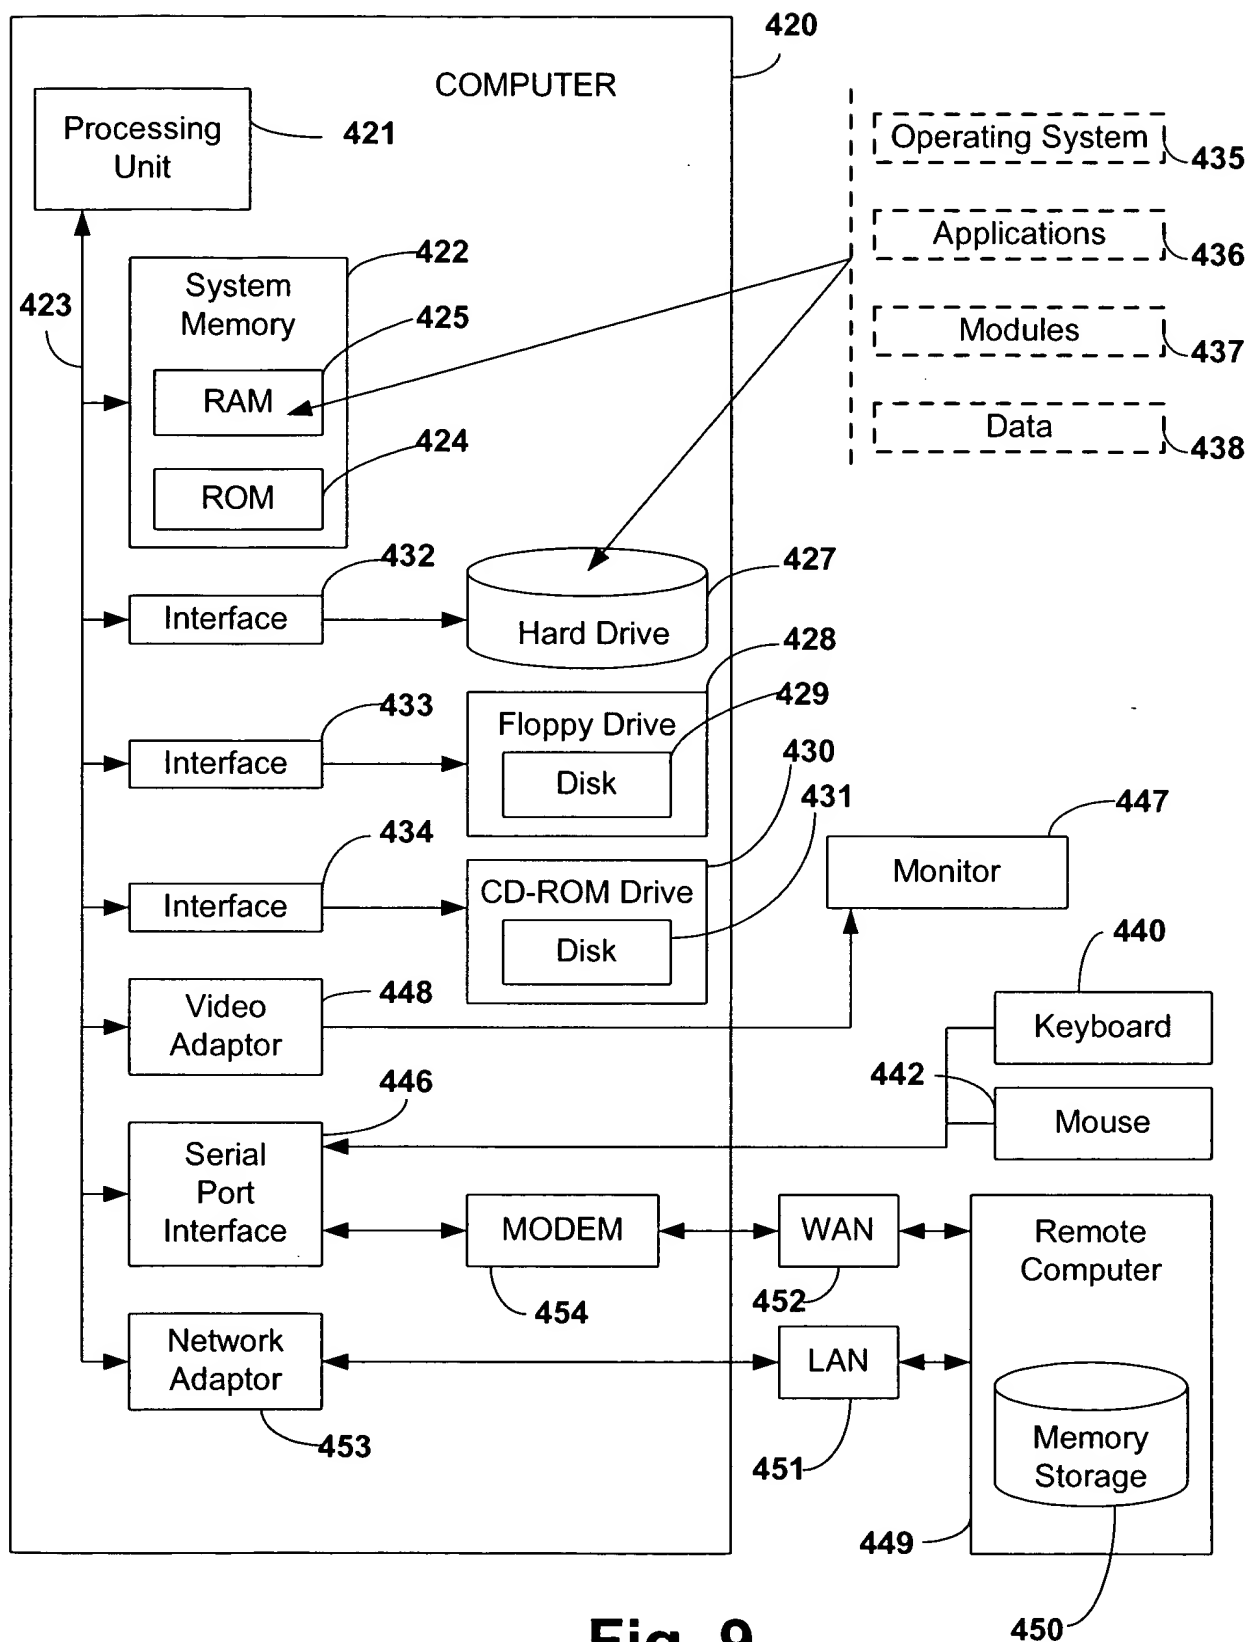 420
COMPUTER
Processing
Unit
421
Operating System
435
Applications
436
Modules
437
Data
438
422
System
Memory
423
425
RAM
424
ROM
432
Interface
427
Hard Drive
428
433
Interface
Floppy Drive
429
Disk
430
431
434
Interface
CD-ROM Drive
Disk
447
Monitor
440
Keyboard
448
Video
Adaptor
442
Mouse
446
Serial
Port
Interface
MODEM
454
WAN
452
Remote
Computer
Network
Adaptor
453
LAN
451
Memory
Storage
449
450
Fig. 9